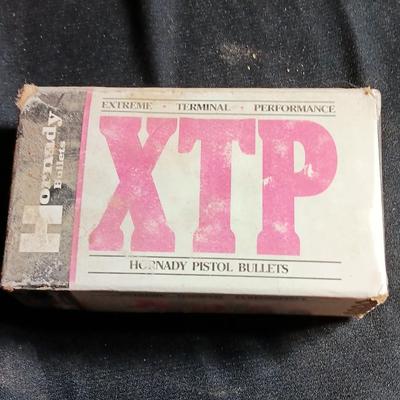 Hornady
Bullets
EXTREME · TERMINAL · PERFORMANCE
XTP
HORNADY PISTOL BULLETS